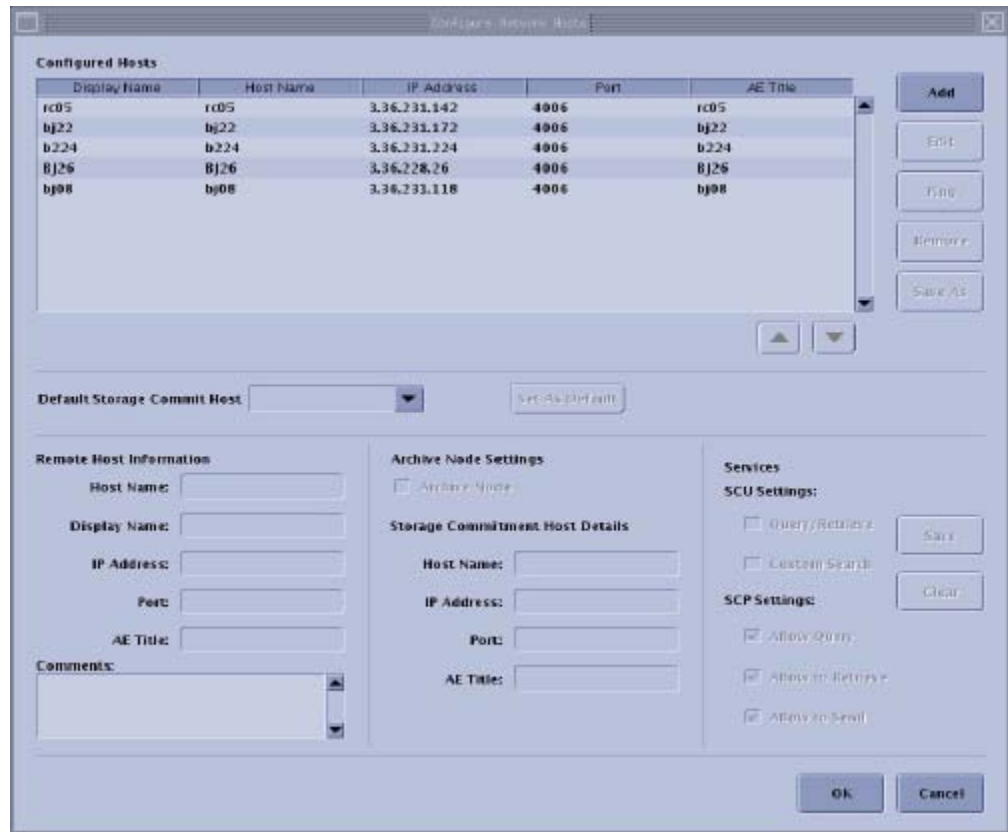 Configure Network Hosts
Configured Hosts
Display Name Host Name IP Address Port AE Title
rc05 rc05 3.36.231.142 4006 rc05
bj22 bj22 3.36.231.172 4006 bj22
b224 b224 3.36.231.224 4006 b224
BJ26 BJ26 3.36.228.26 4006 BJ26
bj08 bj08 3.36.233.118 4006 bj08
Add
Edit
Ping
Remove
Save As
Default Storage Commit Host
Set As Default
Remote Host Information
Host Name:
Display Name:
IP Address:
Port:
AE Title:
Comments:
Archive Node Settings
Archive Node
Storage Commitment Host Details
Host Name:
IP Address:
Port:
AE Title:
Services
SCU Settings:
Query/Retrieve
Custom Search
SCP Settings:
Allow Query
Allow to Retrieve
Allow to Send
Save
Clear
OK
Cancel